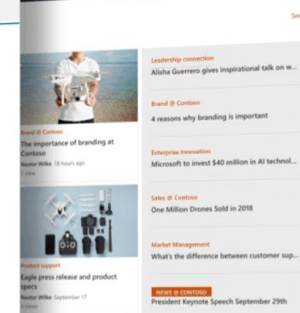 Brand @ Contoso
The importance of branding at
Contoso
Nestor Wilke 18 hours ago
1 view
Product support
Eagle press release and product
specs
Nestor Wilke September 17
Leadership connection
Alisha Guerrero gives inspirational talk on w...
Brand @ Contoso
4 reasons why branding is important
Enterprise Innovation
Microsoft to invest $40 million in AI technol...
Sales @ Contoso
One Million Drones Sold in 2018
Market Management
What's the difference between customer sup...
NEWS @ CONTOSO
President Keynote Speech September 29th